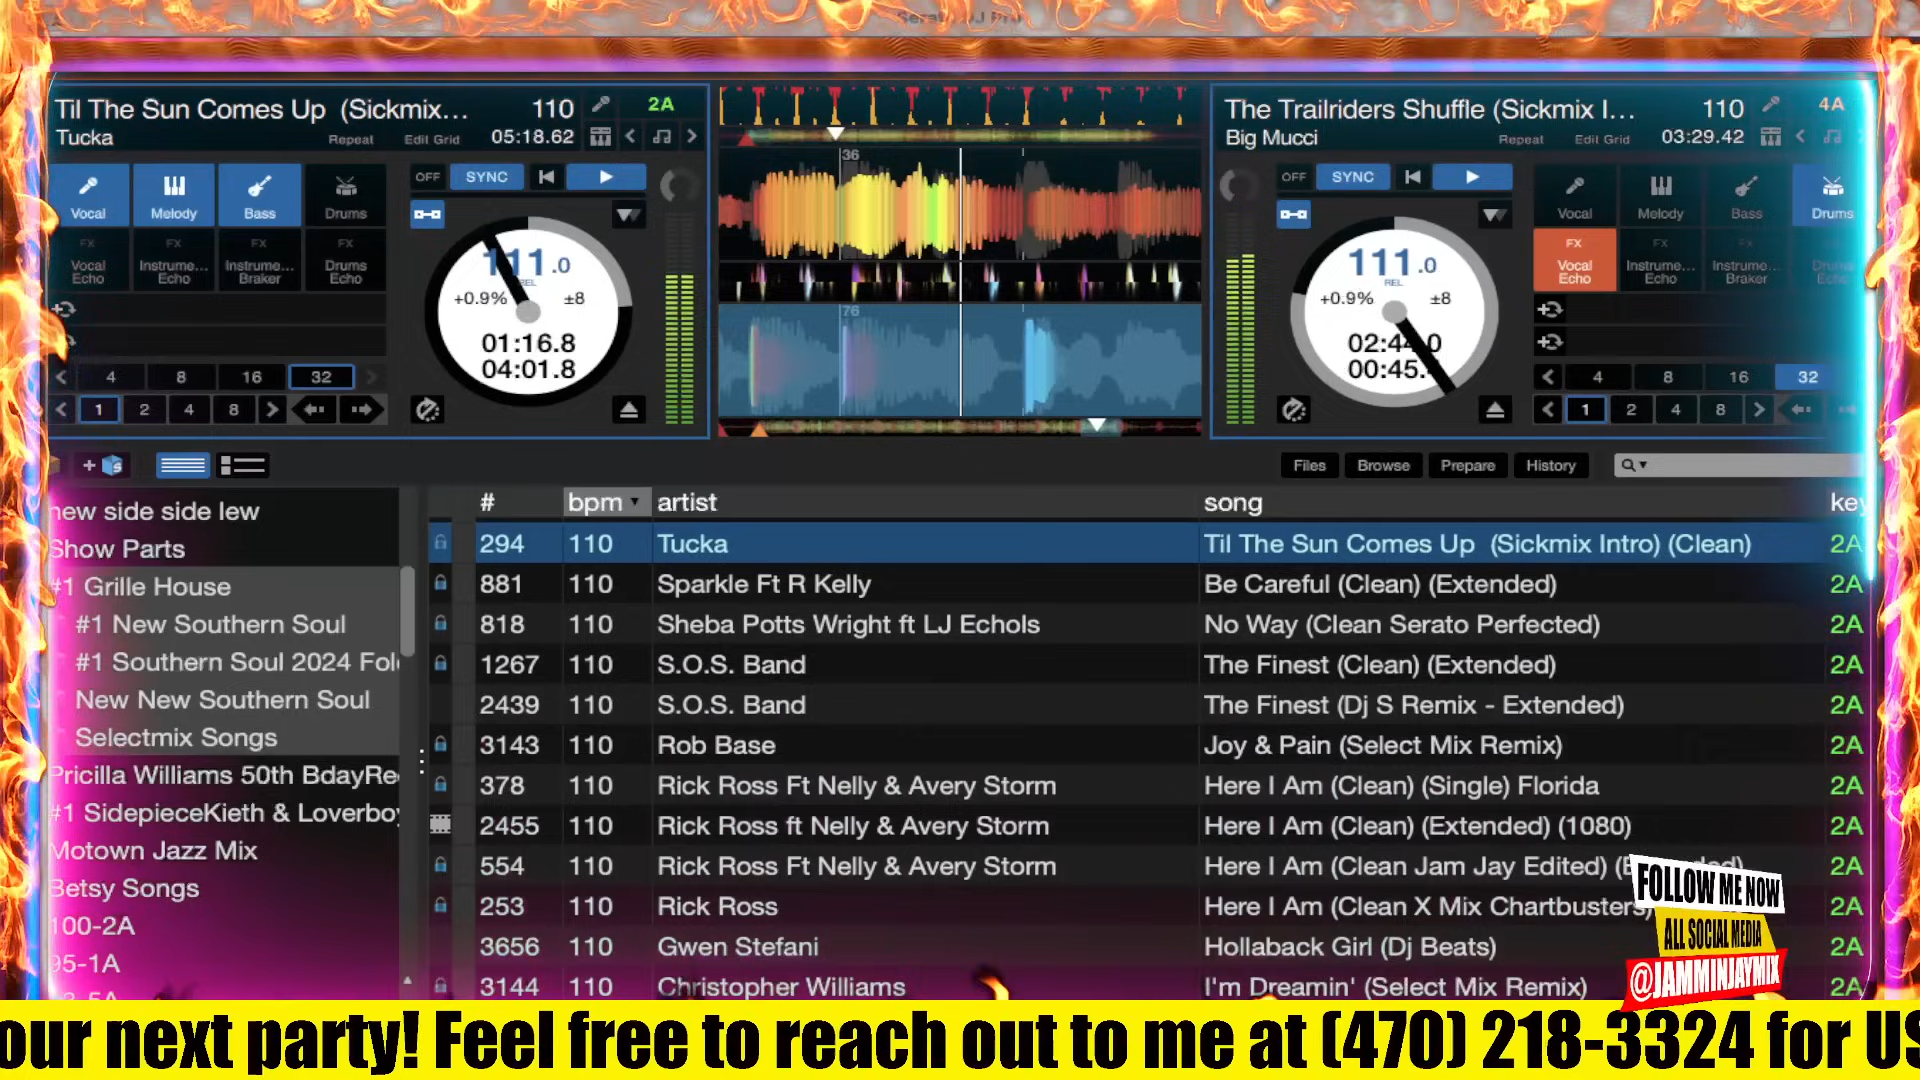 Serato DJ Pro
Til The Sun Comes Up (Sickmix... 110 2A
Tucka Repeat Edit Grid 05:18.62
Vocal Melody Bass Drums
OFF SYNC
FX FX FX FX
Vocal Echo Instrume... Echo Instrume... Braker Drums Echo
111.0
REL
+0.9% ±8
01:16.8
04:01.8
4 8 16 32
1 2 4 8
36
76
The Trailriders Shuffle (Sickmix I... 110 4A
Big Mucci Repeat Edit Grid 03:29.42
OFF SYNC
Vocal Melody Bass Drums
FX FX FX
Vocal Echo Instrume... Echo Instrume... Braker Echo
111.0
REL
+0.9% ±8
4 8 16 32
1 2 4 8
Files Browse Prepare History
new side side lew
Show Parts
#1 Grille House
#1 New Southern Soul
#1 Southern Soul 2024 Fol
New New Southern Soul
Selectmix Songs
Pricilla Williams 50th BdayRe
#1 SidepieceKieth & Loverboy
Motown Jazz Mix
Betsy Songs
100-2A
95-1A
# bpm artist song key
294 110 Tucka Til The Sun Comes Up (Sickmix Intro) (Clean) 2A
881 110 Sparkle Ft R Kelly Be Careful (Clean) (Extended) 2A
818 110 Sheba Potts Wright ft LJ Echols No Way (Clean Serato Perfected) 2A
1267 110 S.O.S. Band The Finest (Clean) (Extended) 2A
2439 110 S.O.S. Band The Finest (Dj S Remix - Extended) 2A
3143 110 Rob Base Joy & Pain (Select Mix Remix) 2A
378 110 Rick Ross Ft Nelly & Avery Storm Here I Am (Clean) (Single) Florida 2A
2455 110 Rick Ross ft Nelly & Avery Storm Here I Am (Clean) (Extended) (1080) 2A
554 110 Rick Ross Ft Nelly & Avery Storm Here I Am (Clean Jam Jay Edited) 2A
253 110 Rick Ross Here I Am (Clean X Mix Chartbusters) 2A
3656 110 Gwen Stefani Hollaback Girl (Dj Beats) 2A
3144 110 Christopher Williams I'm Dreamin' (Select Mix Remix) 2A
FOLLOW ME NOW
ALL SOCIAL MEDIA
@JAMMINJAYMIX
our next party! Feel free to reach out to me at (470) 218-3324 for US